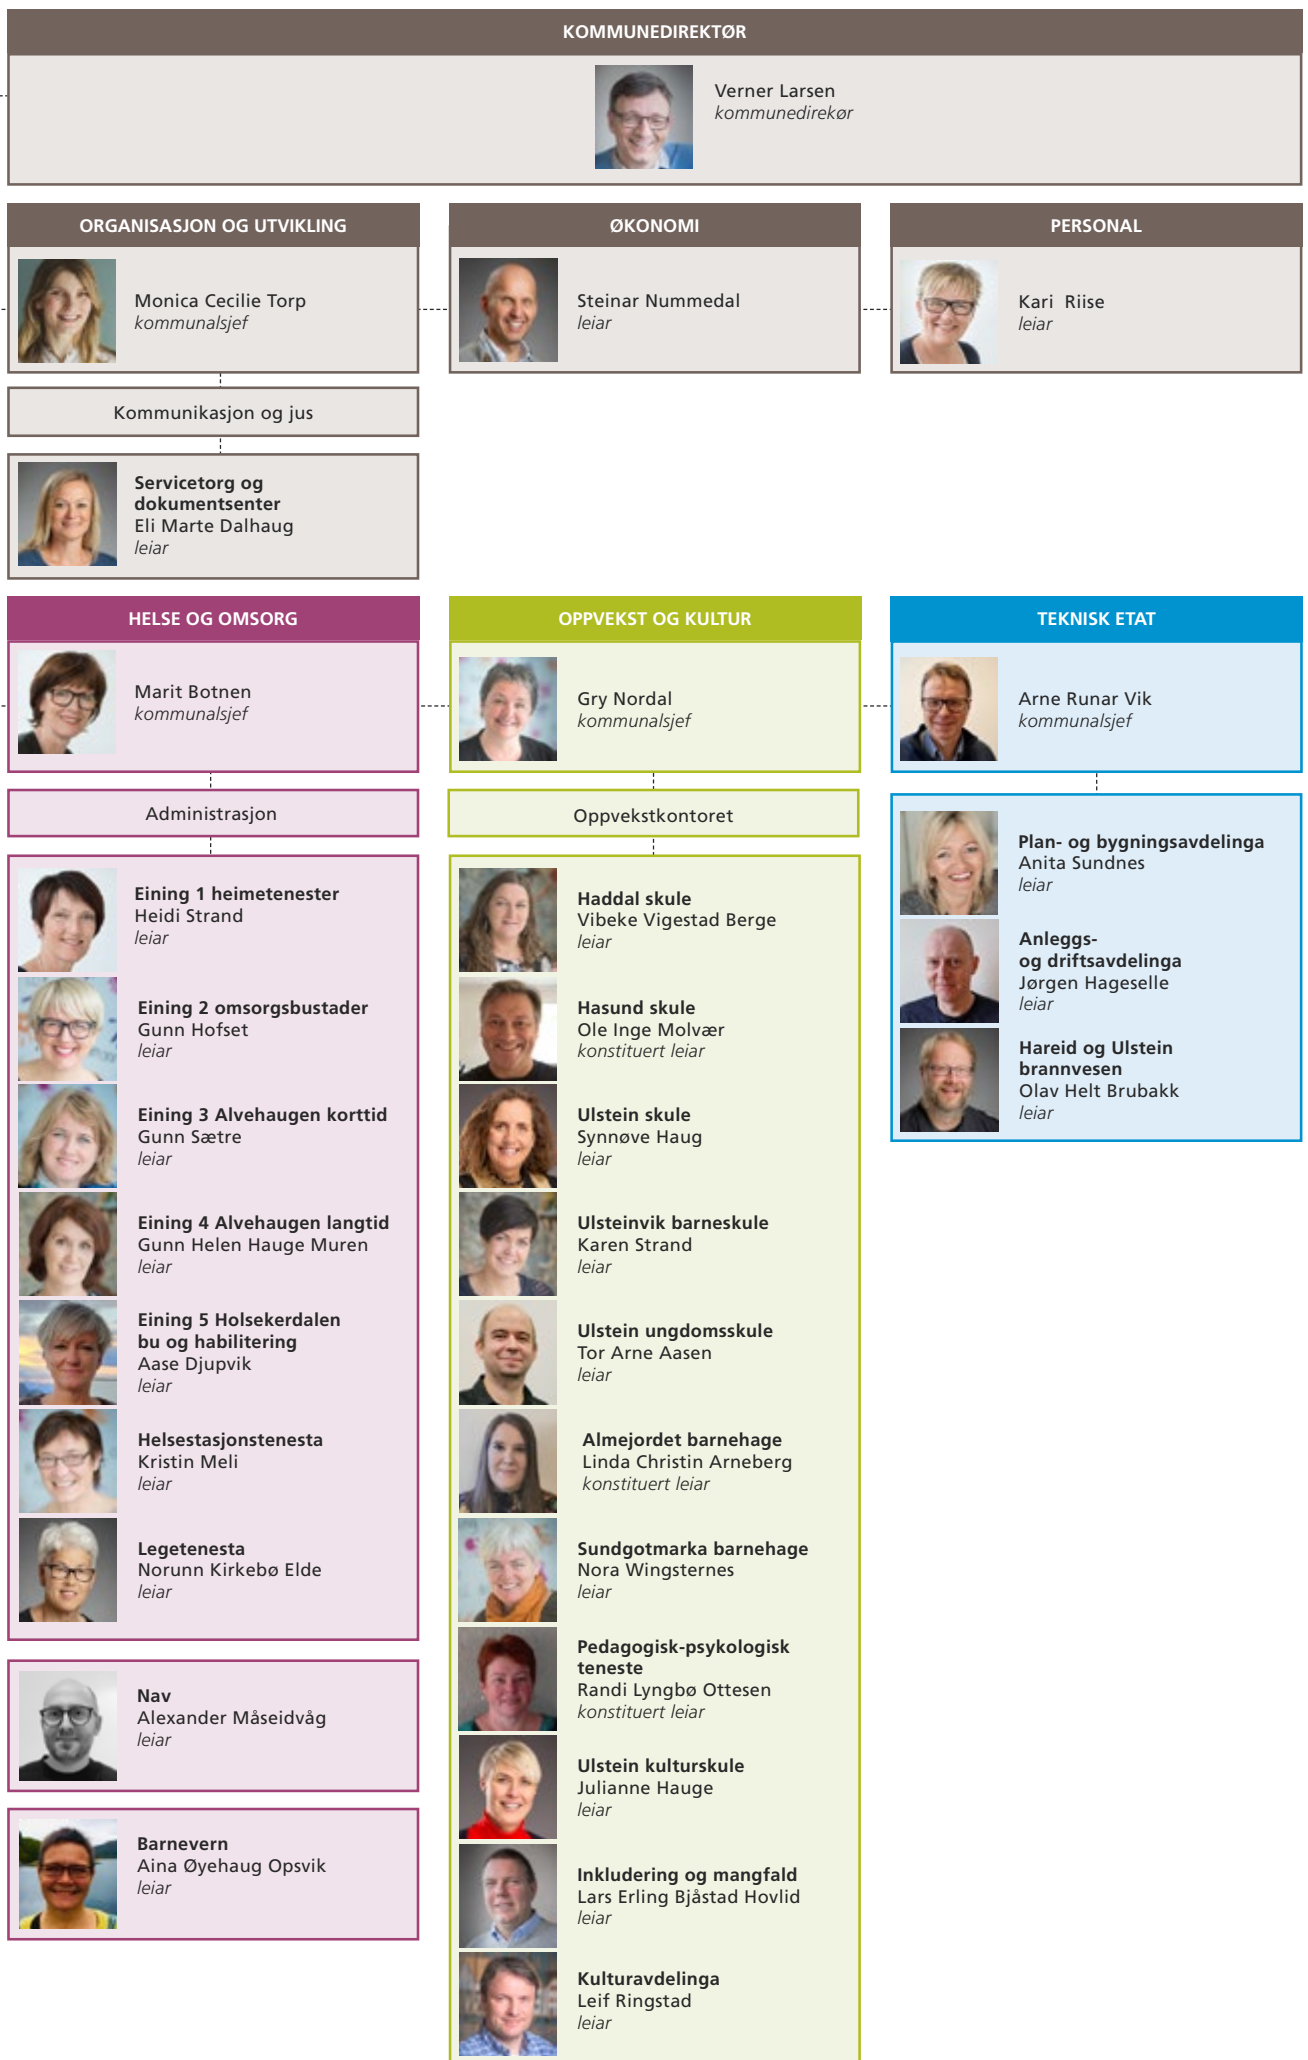 KOMMUNEDIREKTØR
Verner Larsen
kommunedirekør
ORGANISASJON OG UTVIKLING
Monica Cecilie Torp
kommunalsjef
Kommunikasjon og jus
Servicetorg og
dokumentsenter
Eli Marte Dalhaug
leiar
ØKONOMI
Steinar Nummedal
leiar
PERSONAL
Kari Riise
leiar
HELSE OG OMSORG
Marit Botnen
kommunalsjef
Administrasjon
Eining 1 heimetenester
Heidi Strand
leiar
Eining 2 omsorgsbustader
Gunn Hofset
leiar
Eining 3 Alvehaugen korttid
Gunn Sætre
leiar
Eining 4 Alvehaugen langtid
Gunn Helen Hauge Muren
leiar
Eining 5 Holsekerdalen
bu og habilitering
Aase Djupvik
leiar
Helsestasjonstenesta
Kristin Meli
leiar
Legetenesta
Norunn Kirkebø Elde
leiar
Nav
Alexander Måseidvåg
leiar
Barnevern
Aina Øyehaug Opsvik
leiar
OPPVEKST OG KULTUR
Gry Nordal
kommunalsjef
Oppvekstkontoret
Haddal skule
Vibeke Vigestad Berge
leiar
Hasund skule
Ole Inge Molvær
konstituert leiar
Ulstein skule
Synnøve Haug
leiar
Ulsteinvik barneskule
Karen Strand
leiar
Ulstein ungdomsskule
Tor Arne Aasen
leiar
Almejordet barnehage
Linda Christin Arneberg
konstituert leiar
Sundgotmarka barnehage
Nora Wingsternes
leiar
Pedagogisk-psykologisk
teneste
Randi Lyngbø Ottesen
konstituert leiar
Ulstein kulturskule
Julianne Hauge
leiar
Inkludering og mangfald
Lars Erling Bjåstad Hovlid
leiar
Kulturavdelinga
Leif Ringstad
leiar
TEKNISK ETAT
Arne Runar Vik
kommunalsjef
Plan- og bygningsavdelinga
Anita Sundnes
leiar
Anleggs-
og driftsavdelinga
Jørgen Hageselle
leiar
Hareid og Ulstein
brannvesen
Olav Helt Brubakk
leiar